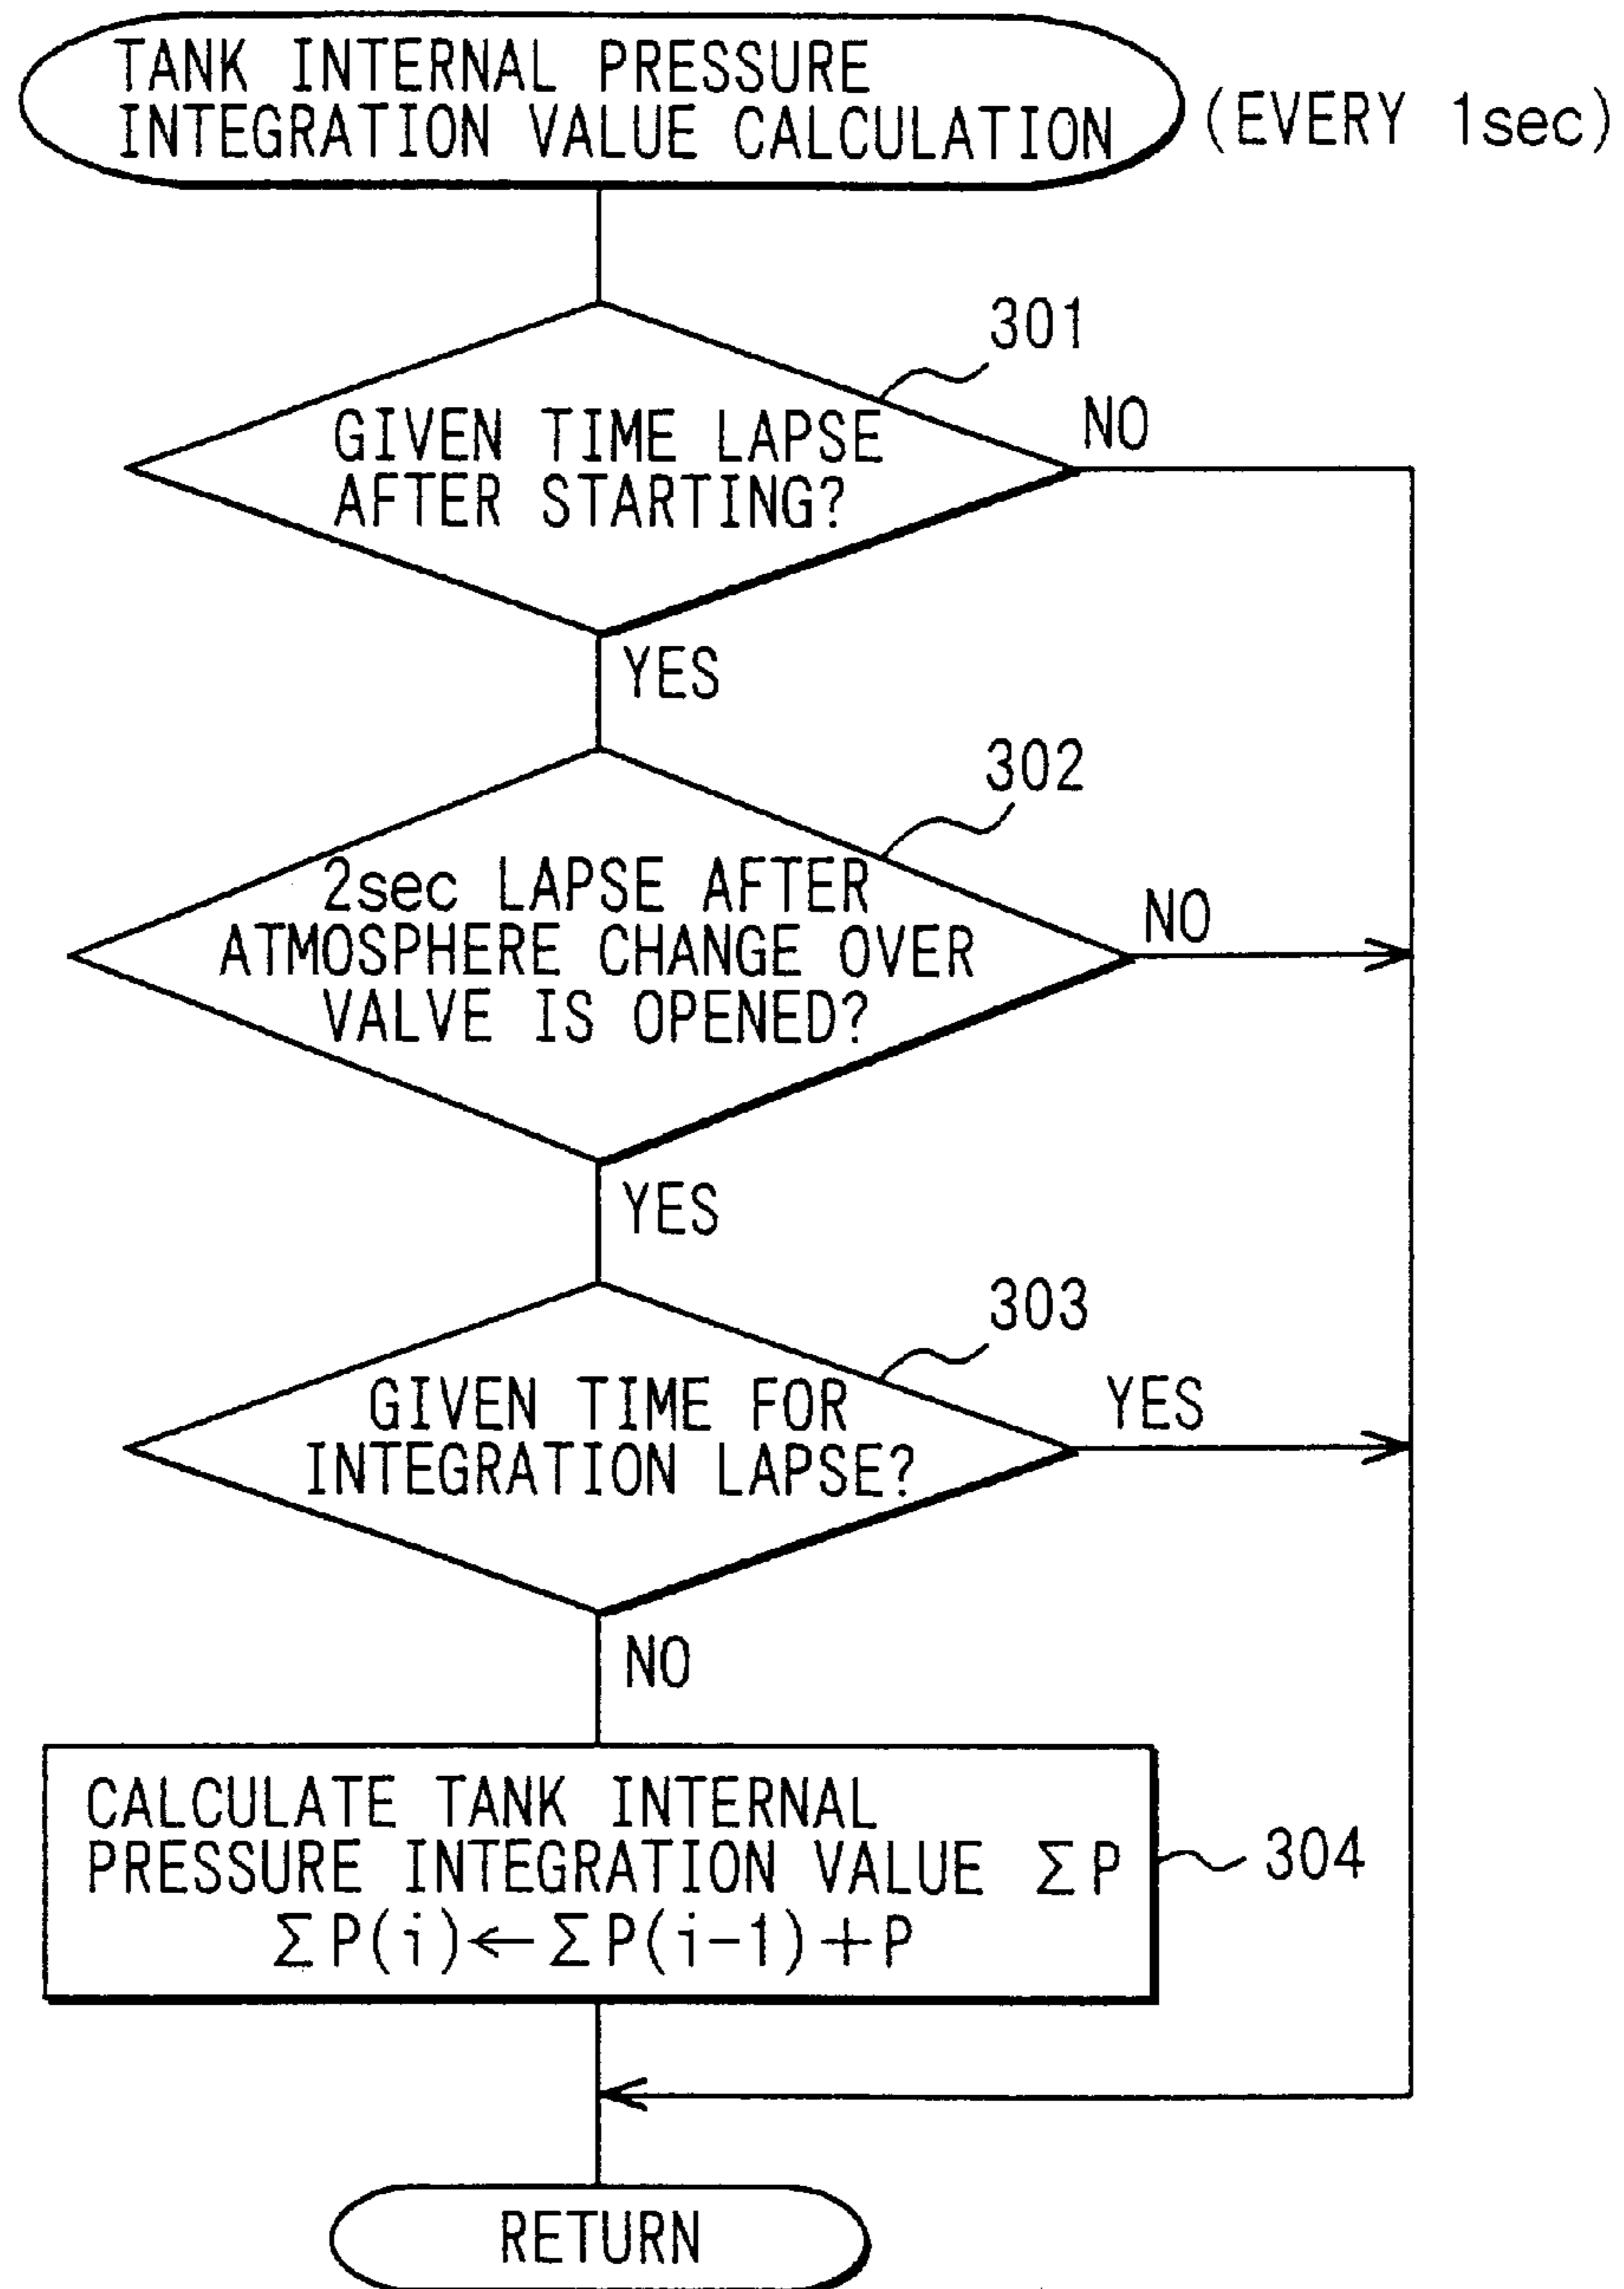 TANK INTERNAL PRESSURE
INTEGRATION VALUE CALCULATION
(EVERY 1sec)
301
GIVEN TIME LAPSE
AFTER STARTING?
NO
YES
302
2sec LAPSE AFTER
ATMOSPHERE CHANGE OVER
VALVE IS OPENED?
NO
YES
303
GIVEN TIME FOR
INTEGRATION LAPSE?
YES
NO
CALCULATE TANK INTERNAL
PRESSURE INTEGRATION VALUE ΣP
ΣP(i)←ΣP(i-1)+P
304
RETURN